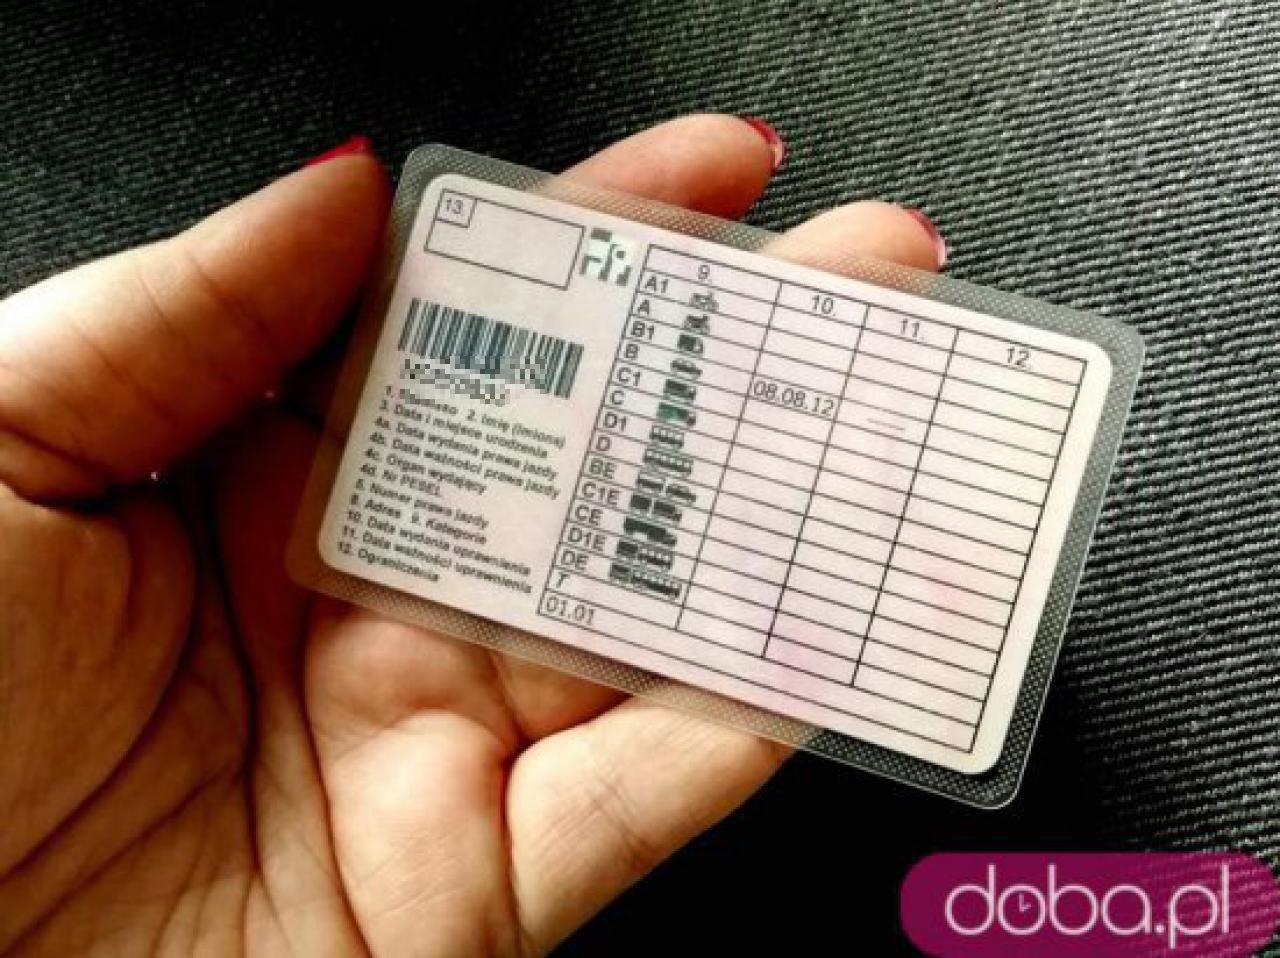 13.
1. Nazwisko 2. Imię (imiona)
3. Data i miejsce urodzenia
4a. Data wydania prawa jazdy
4b. Data ważności prawa jazdy
4c. Organ wydający
4d. Nr PESEL
5. Numer prawa jazdy
8. Adres 9. Kategoria
10. Data wydania uprawnienia
11. Data ważności uprawnienia
12. Ograniczenia
9. 10. 11. 12.
A1
A
B1
B 08.08.12
C1
C
D1
D
BE
C1E
CE
D1E
DE
T
01.01
doba.pl